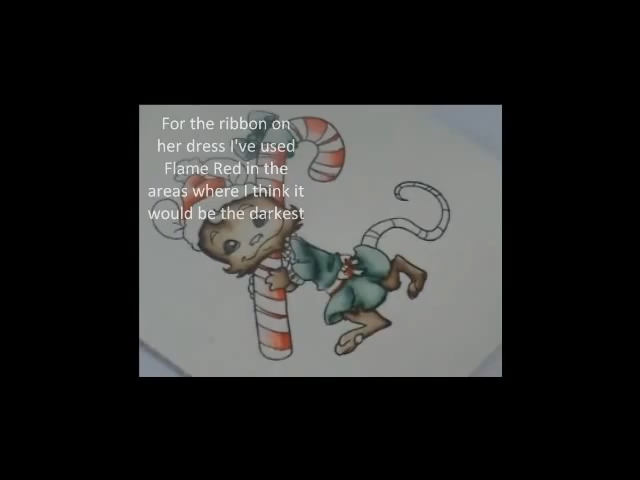 For the ribbon on
her dress I've used
Flame Red in the
areas where I think it
would be the darkest